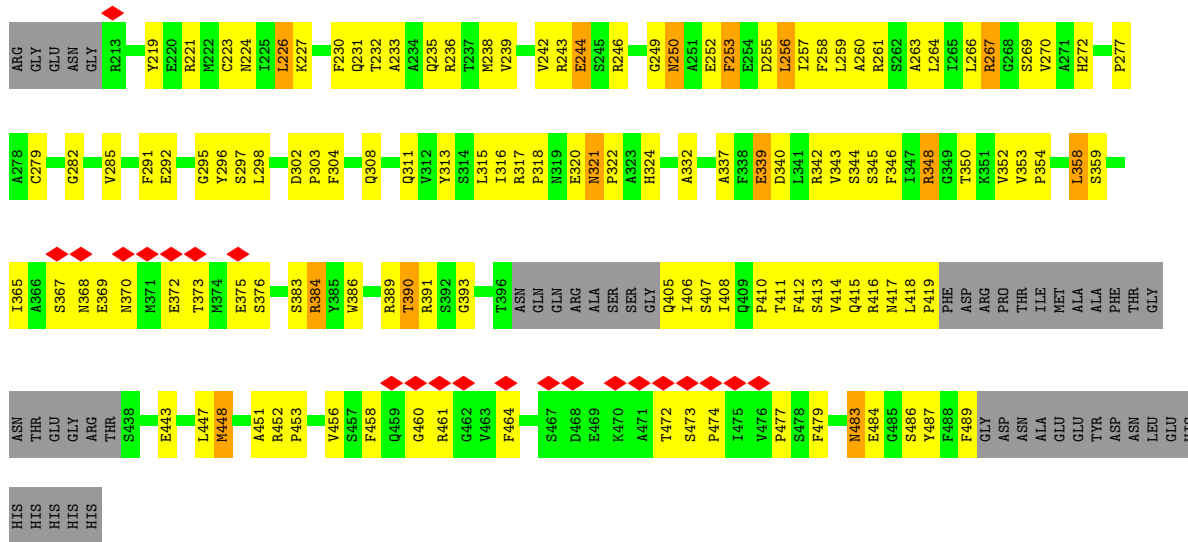 ARG GLY GLU ASN GLY R213 Y219 E220 R221 M222 C223 N224 I225 L226 K227 F230 Q231 T232 A233 A234 Q235 R236 T237 M238 V239 V242 R243 E244 S245 R246 G249 N250 A251 E252 F253 E254 D255 L256 I257 F258 L259 A260 R261 S262 A263 L264 I265 L266 R267 G268 S269 V270 A271 H272 P277
A278 C279 G282 V285 F291 E292 G295 Y296 S297 L298 D302 P303 F304 Q308 Q311 V312 Y313 S314 L315 I316 R317 P318 N319 E320 N321 P322 A323 H324 A332 A337 F338 E339 D340 L341 R342 V343 S344 S345 F346 I347 R348 G349 T350 K351 V352 V353 P354 L358 S359
I365 A366 S367 N368 E369 N370 M371 E372 T373 M374 E375 S376 S383 R384 Y385 W386 R389 T390 R391 S392 G393 T396 ASN GLN GLN ARG ALA SER SER GLY Q405 I406 S407 I408 Q409 P410 T411 F412 S413 V414 Q415 R416 N417 L418 P419 PHE ASP ARG PRO THR ILE MET ALA ALA PHE THR GLY
ASN THR GLU GLY ARG THR S438 E443 L447 M448 A451 R452 P453 V456 S457 F458 Q459 G460 R461 G462 V463 F464 S467 D468 E469 K470 A471 T472 S473 P474 I475 V476 P477 S478 F479 N483 E484 G485 S486 Y487 F488 F489 GLY ASP ASN ALA GLU GLU TYR ASP ASN LEU GLU HIS
HIS HIS HIS HIS HIS